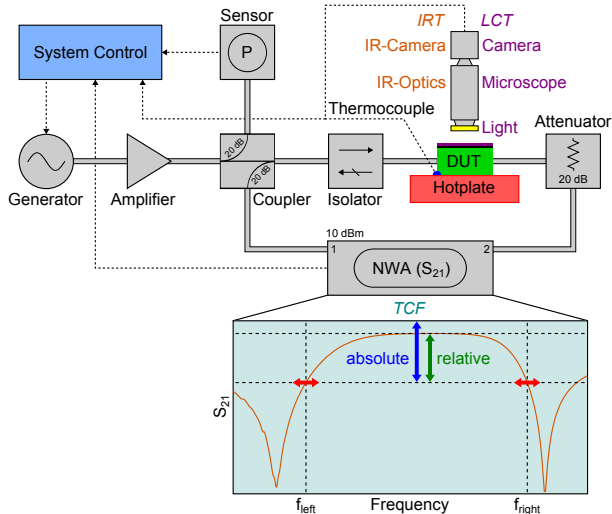 Sensor
IRT LCT
System Control
P
IR-Camera Camera
IR-Optics Microscope
Thermocouple
Light
Attenuator
20 dB
20 dB
DUT
20 dB
Generator
Amplifier
Coupler
Isolator
Hotplate
10 dBm
1
NWA (S21)
2
TCF
absolute relative
S21
fleft
Frequency
fright